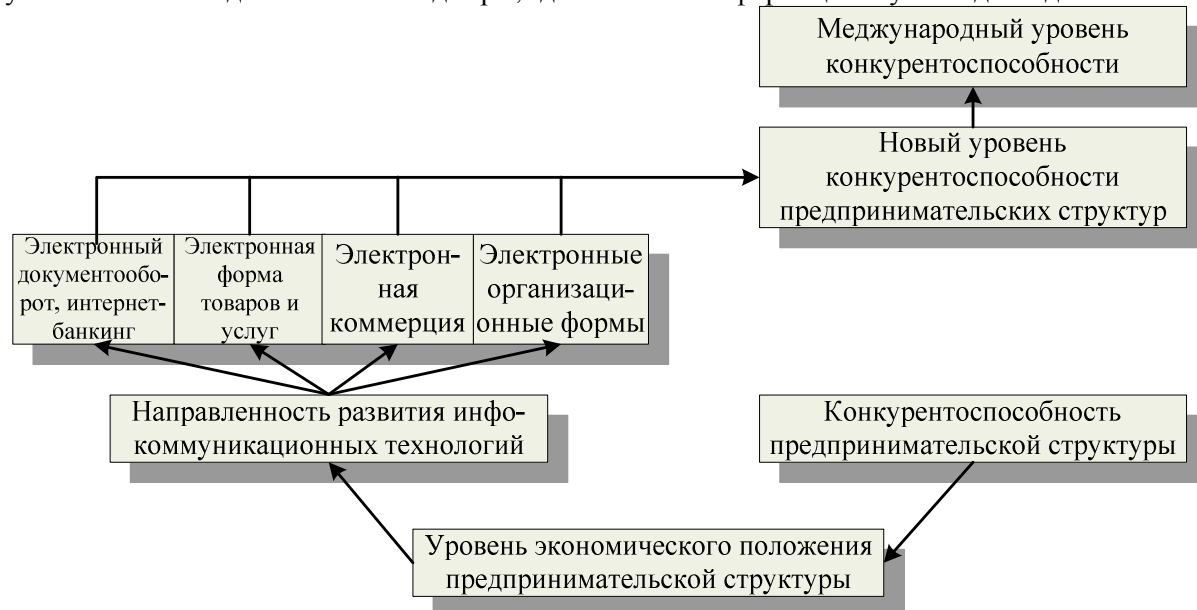 Меджународный уровень
конкурентоспособности
Новый уровень
конкурентоспособности
предпринимательских структур
Электронный
документообо-
рот, интернет-
банкинг
Электронная
форма
товаров и
услуг
Электрон-
ная
коммерция
Электронные
организаци-
онные формы
Направленность развития инфо-
коммуникационных технологий
Конкурентоспособность
предпринимательской структуры
Уровень экономического положения
предпринимательской структуры